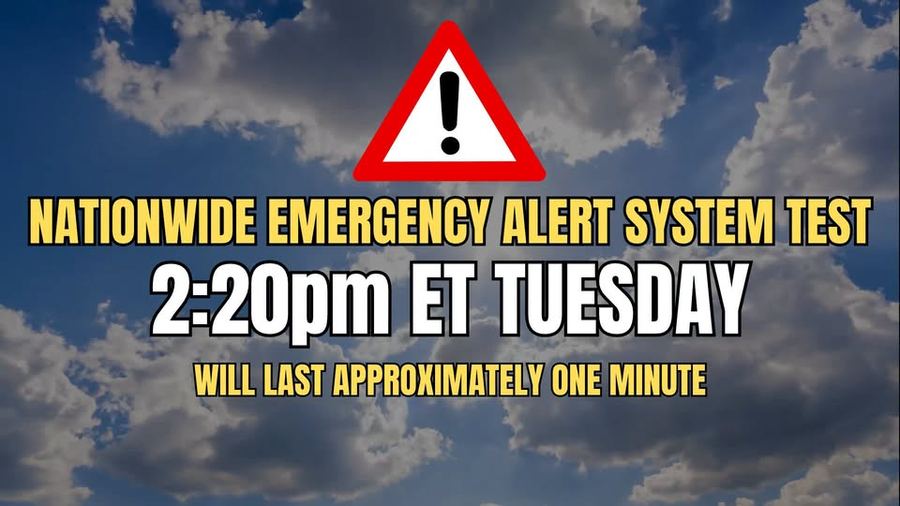 NATIONWIDE EMERGENCY ALERT SYSTEM TEST
2:20pm ET TUESDAY
WILL LAST APPROXIMATELY ONE MINUTE